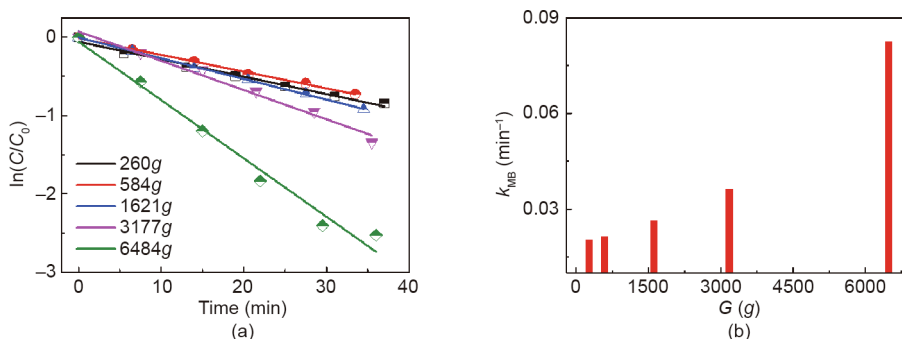 0
−1
−2
−3
ln(C/C0)
260g
584g
1621g
3177g
6484g
0 10 20 30 40
Time (min)
(a)
0.09
0.06
0.03
kMB (min−1)
0 1500 3000 4500 6000
G (g)
(b)